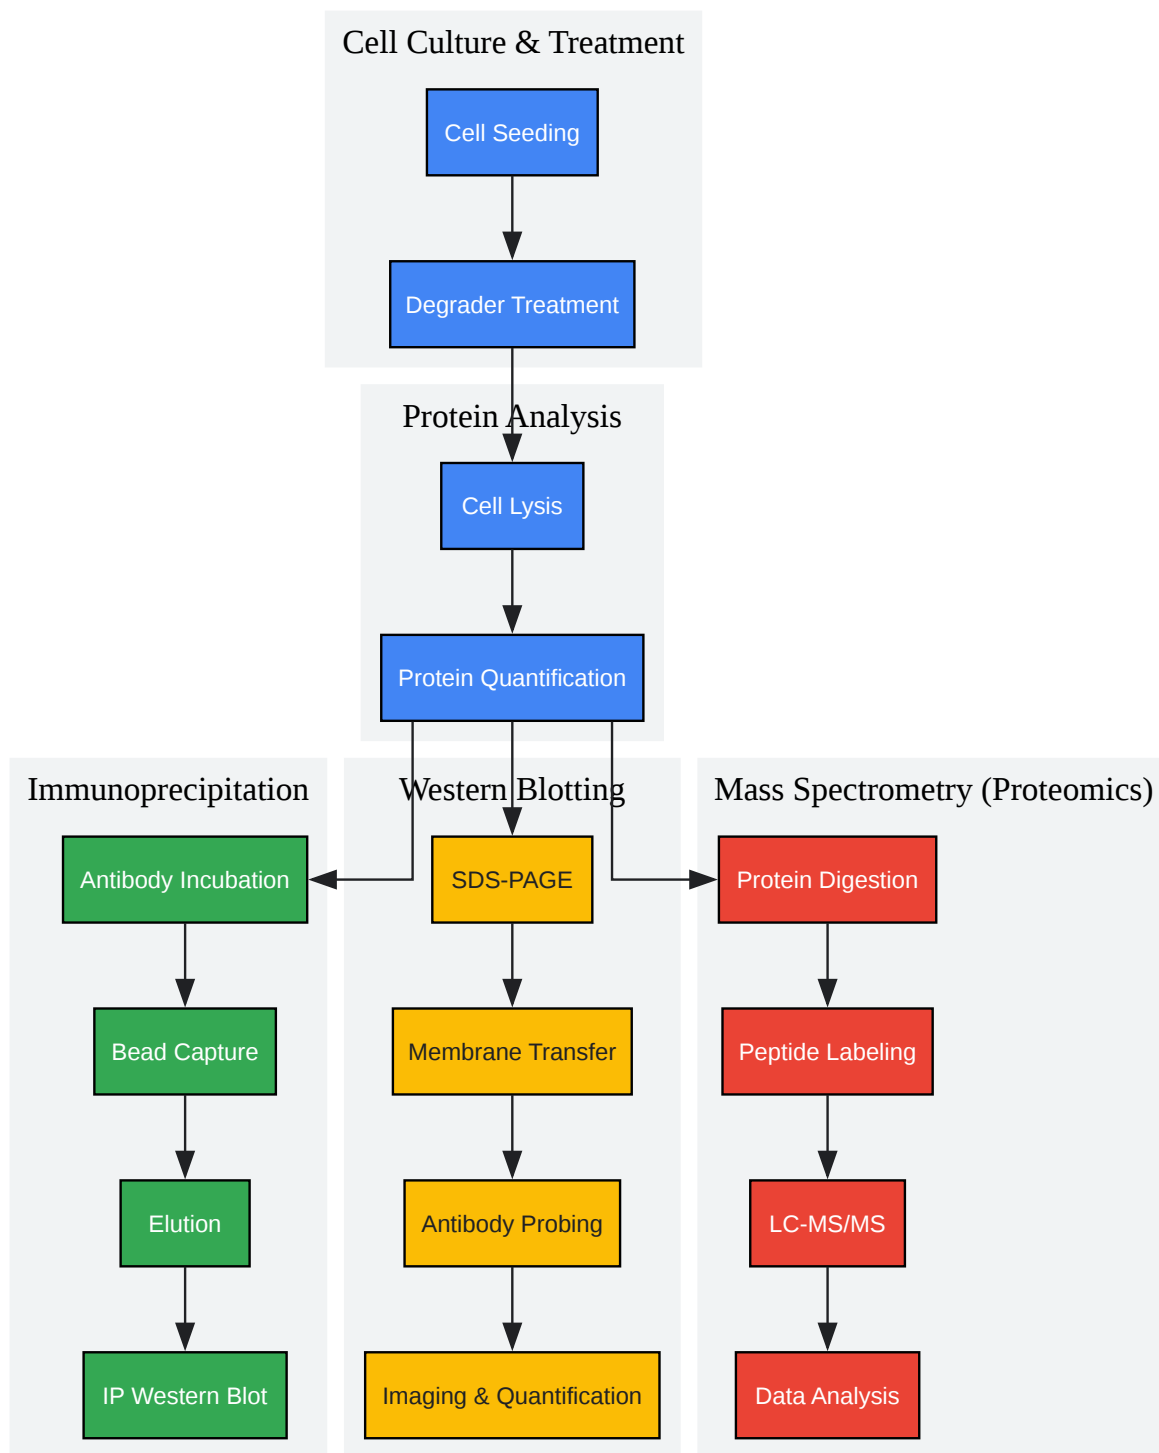 Cell Culture & Treatment
Cell Seeding
Degrader Treatment
Protein Analysis
Cell Lysis
Protein Quantification
Immunoprecipitation
Antibody Incubation
Bead Capture
Elution
IP Western Blot
Western Blotting
SDS-PAGE
Membrane Transfer
Antibody Probing
Imaging & Quantification
Mass Spectrometry (Proteomics)
Protein Digestion
Peptide Labeling
LC-MS/MS
Data Analysis